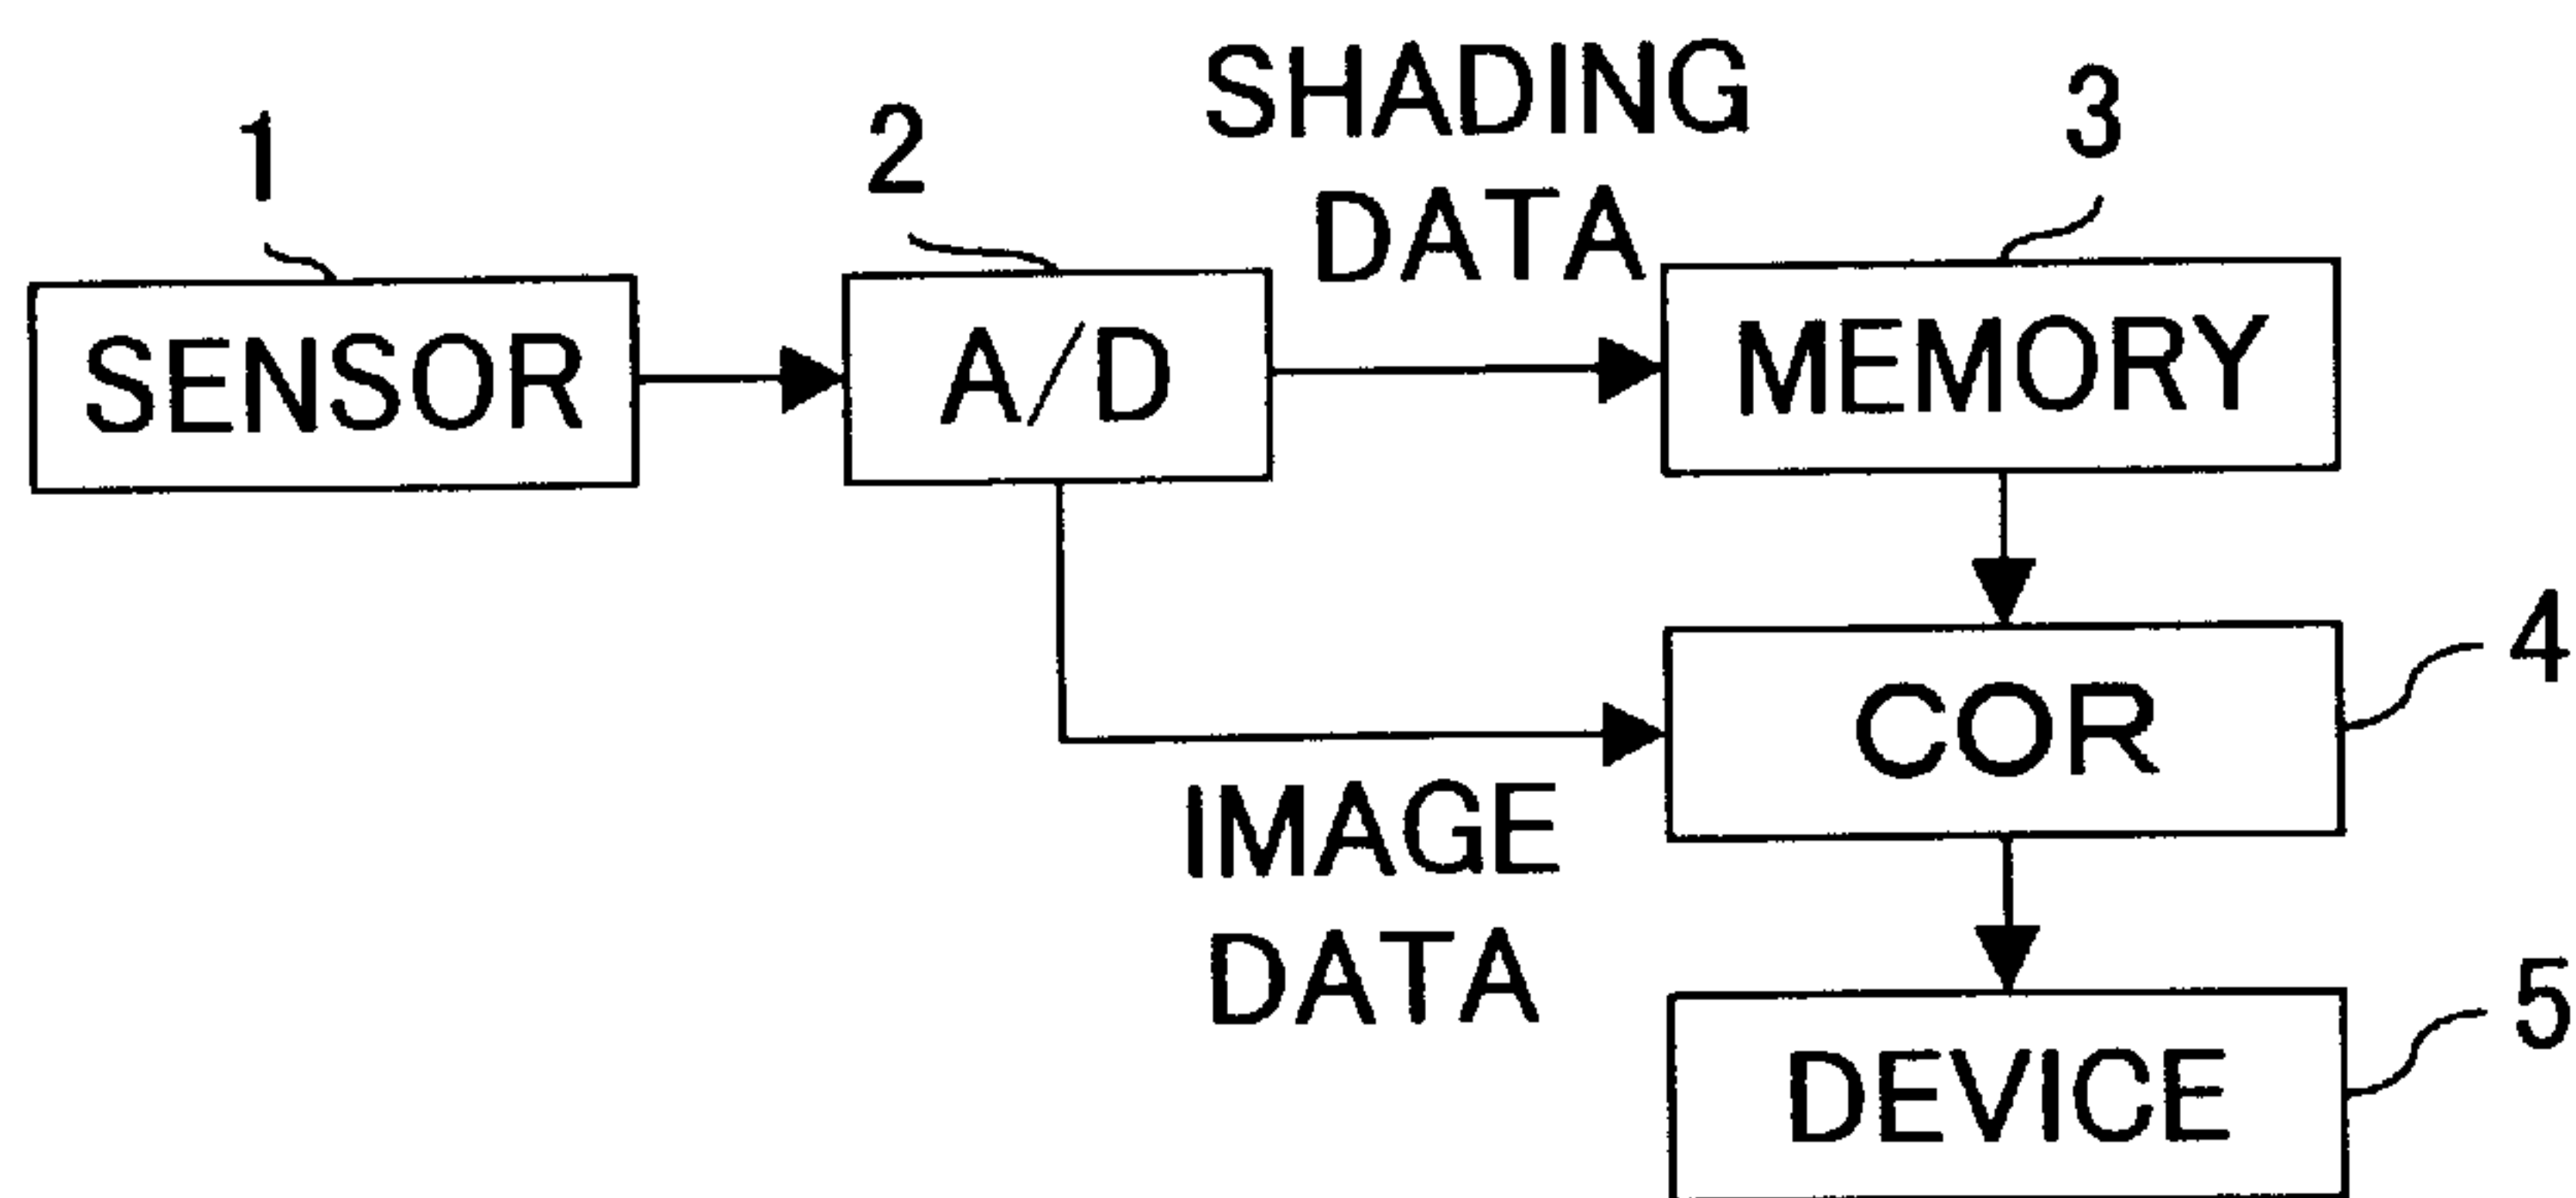 SHADING
DATA
1
2
3
SENSOR
A/D
MEMORY
4
COR
IMAGE
DATA
5
DEVICE